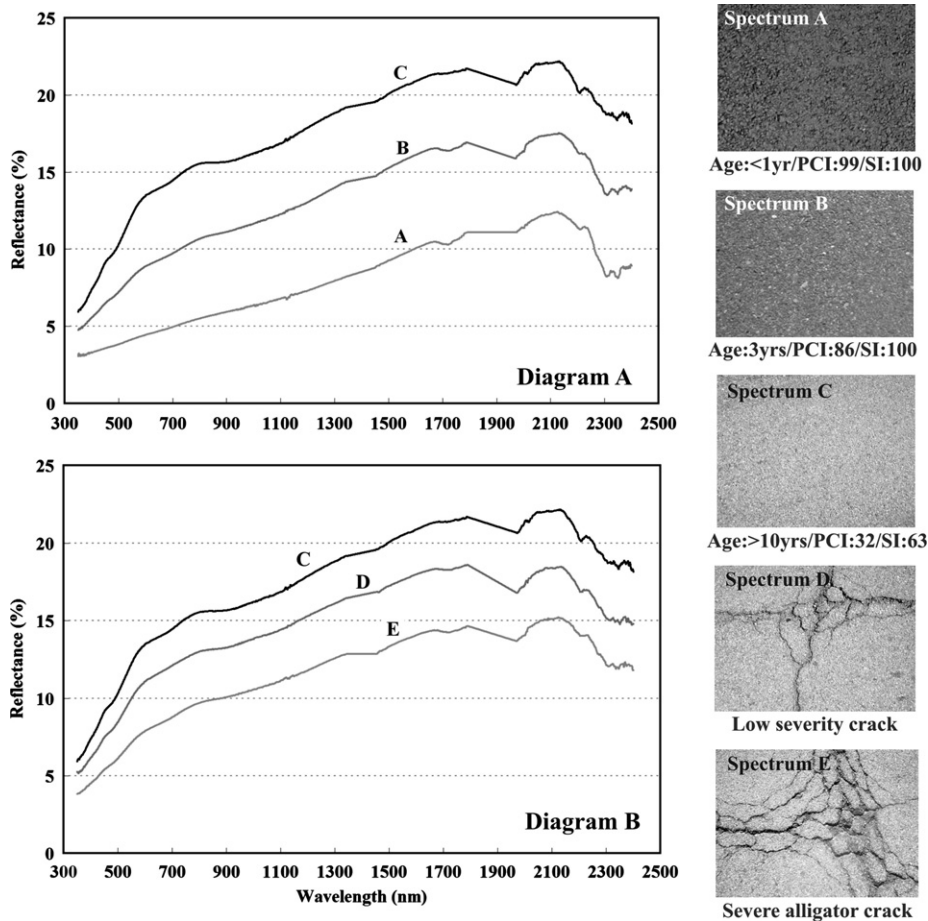 25
20
15
10
5
0
Reflectance (%)
C
B
A
Diagram A
300 500 700 900 1100 1300 1500 1700 1900 2100 2300 2500
25
20
15
10
5
0
Reflectance (%)
C
D
E
Diagram B
300 500 700 900 1100 1300 1500 1700 1900 2100 2300 2500
Wavelength (nm)
Spectrum A
Age:<1yr/PCI:99/SI:100
Spectrum B
Age:3yrs/PCI:86/SI:100
Spectrum C
Age:>10yrs/PCI:32/SI:63
Spectrum D
Low severity crack
Spectrum E
Severe alligator crack